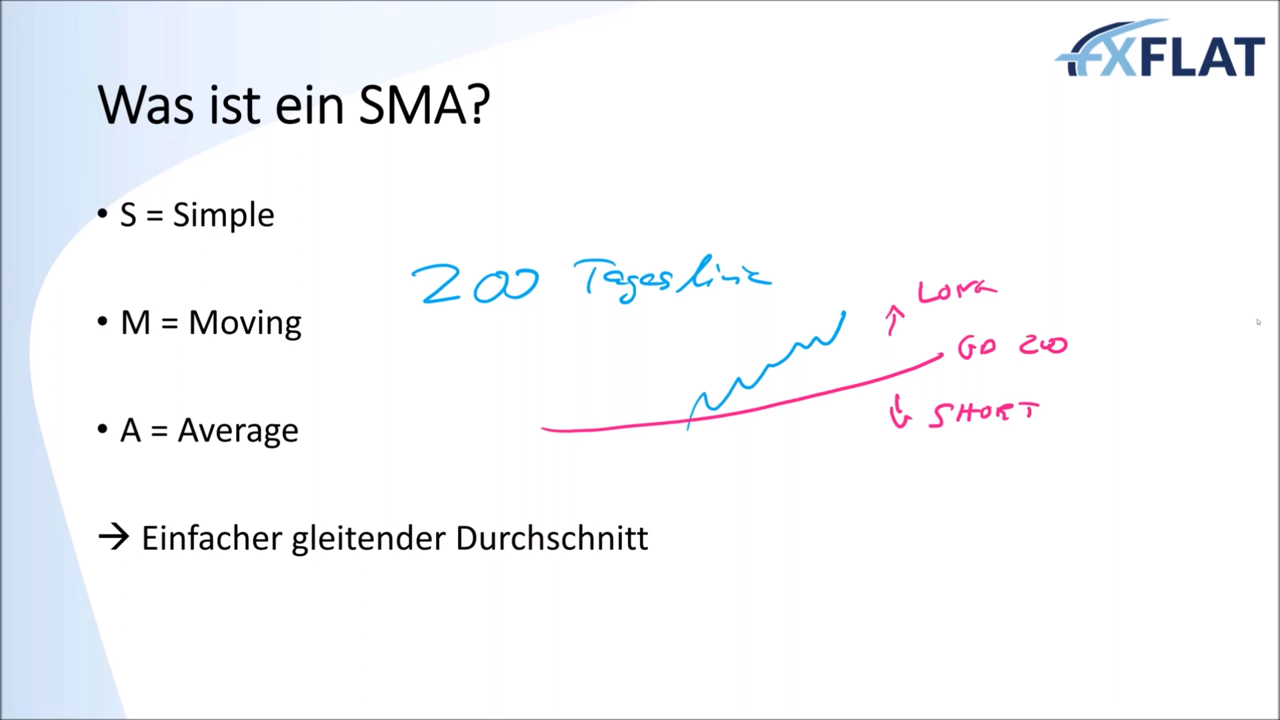 FXFLAT
Was ist ein SMA?
• S = Simple
200 Tageslinie
LONG
• M = Moving
GD 200
SHORT
• A = Average
→ Einfacher gleitender Durchschnitt